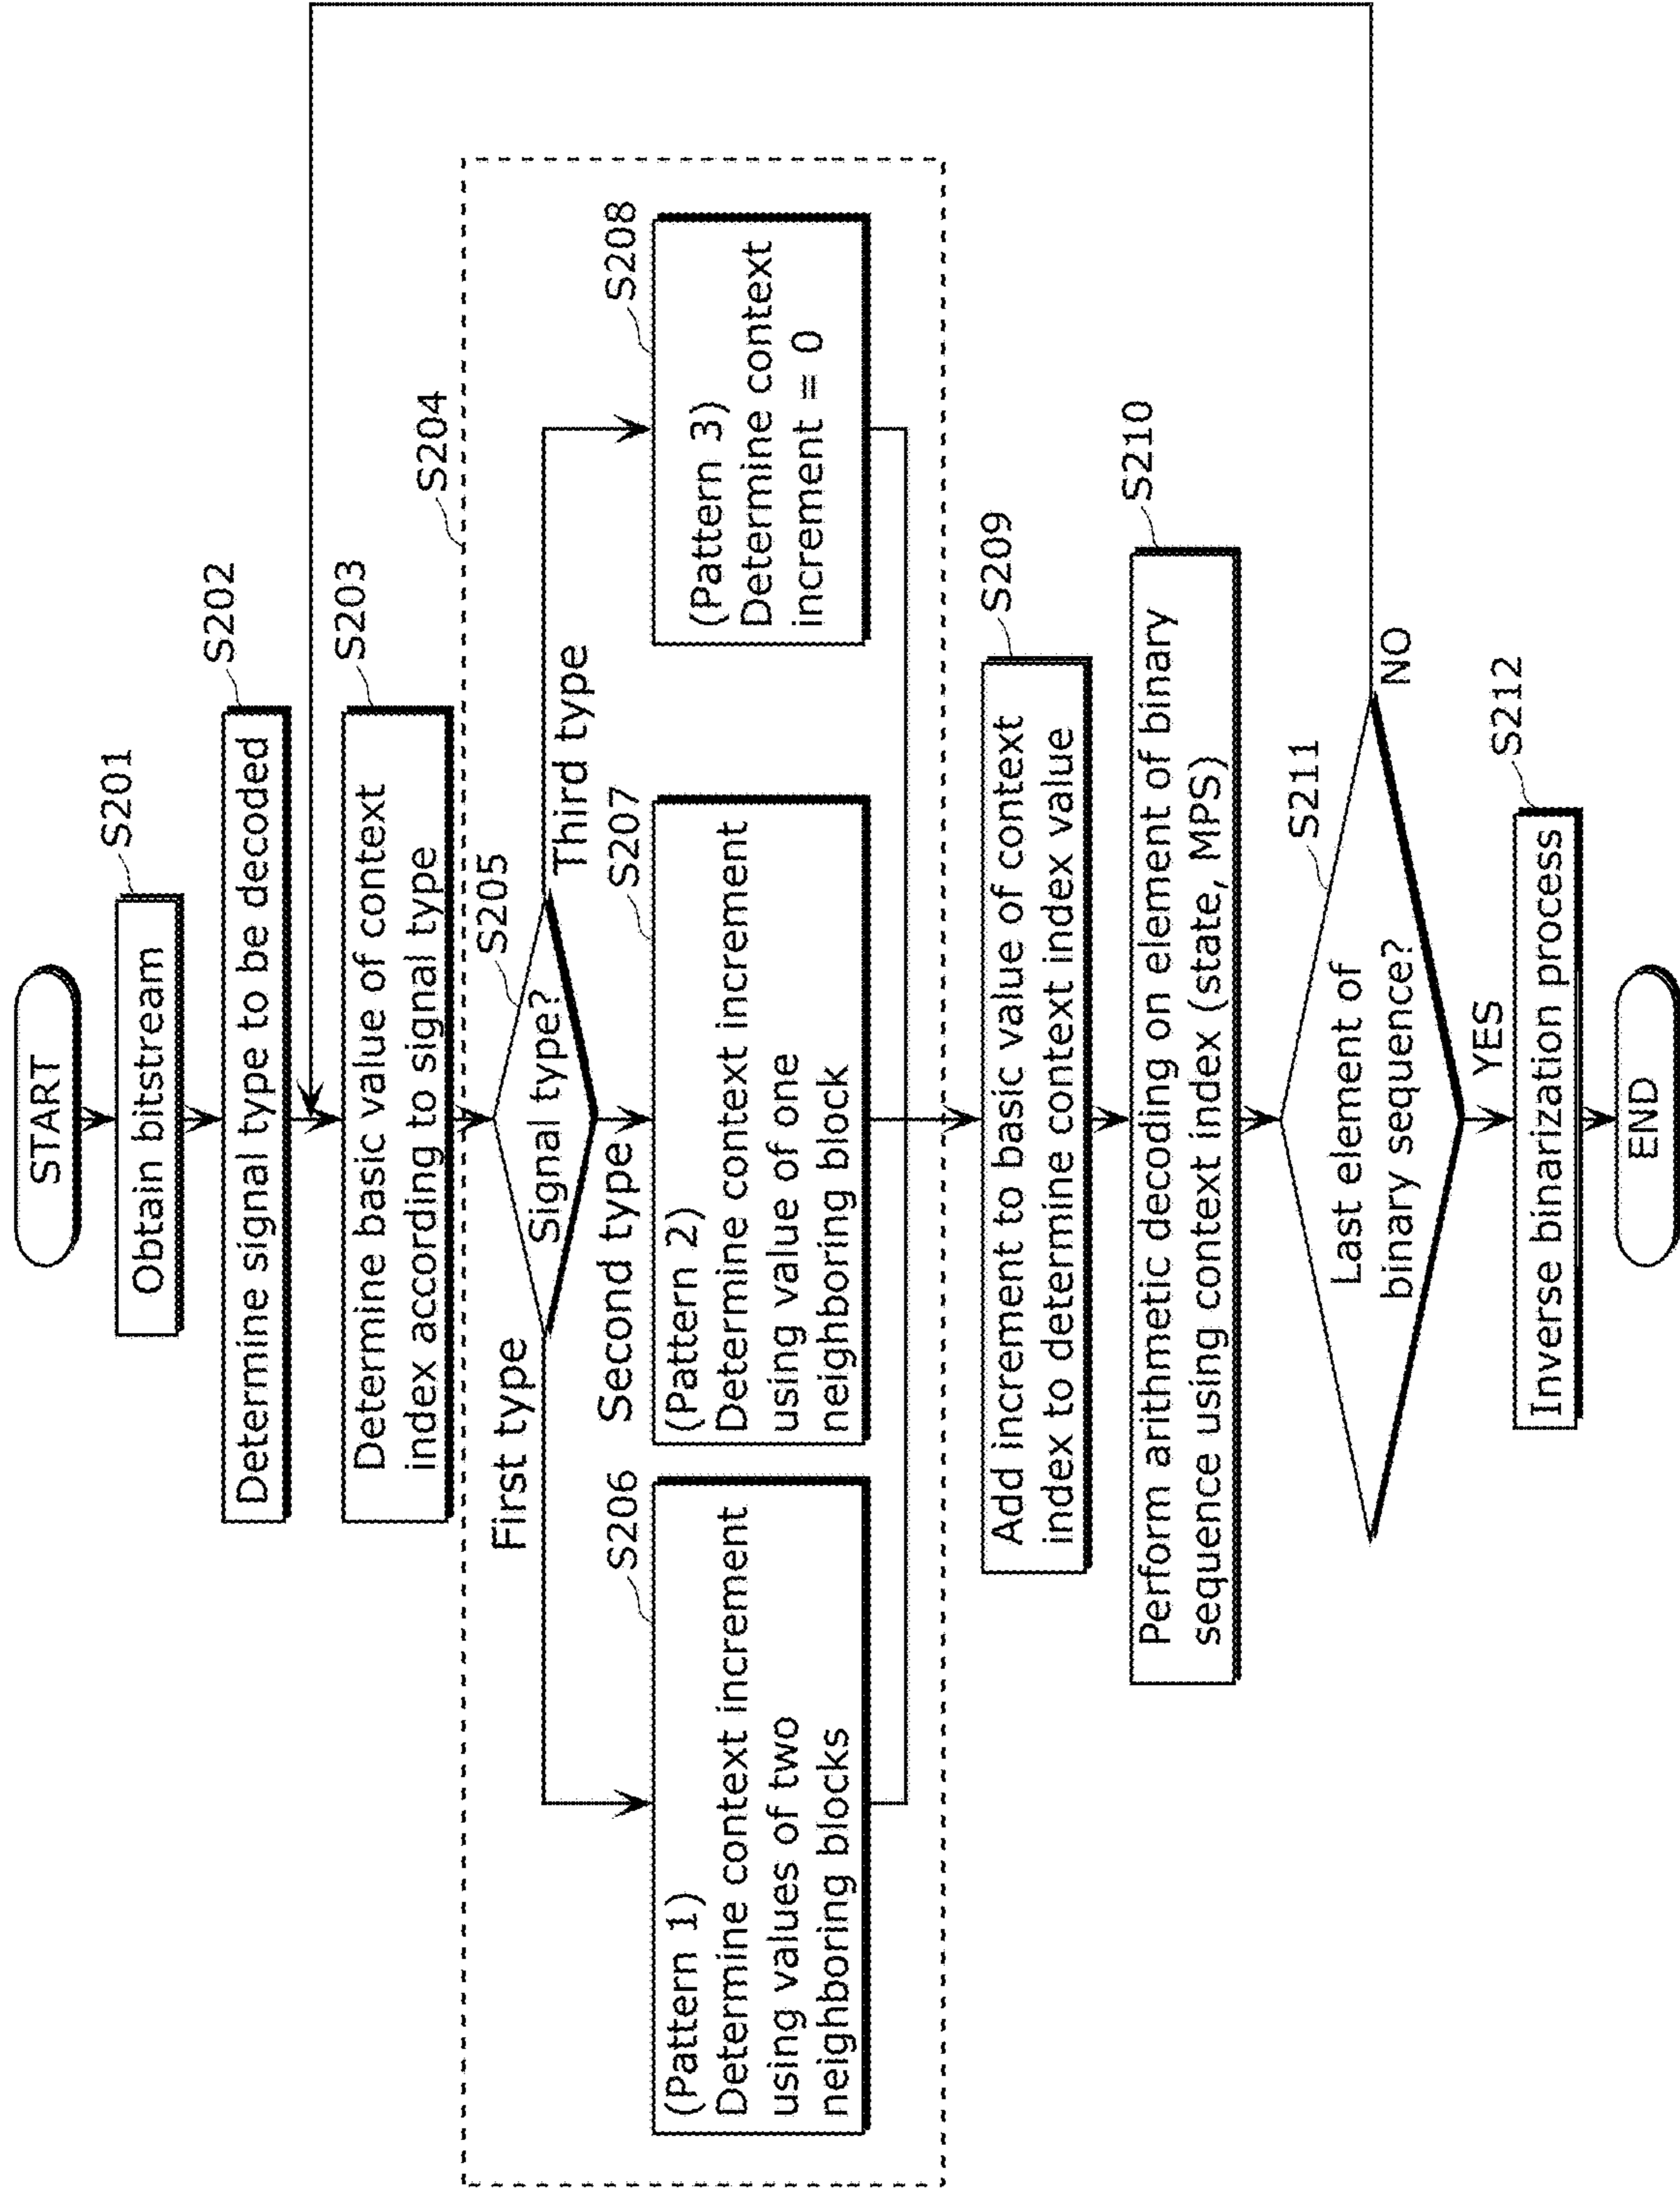 START
S201
Obtain bitstream
S202
Determine signal type to be decoded
S203
Determine basic value of context
index according to signal type
S204
S205
Signal type?
First type
Second type
Third type
S206
(Pattern 1)
Determine context increment
using values of two
neighboring blocks
S207
(Pattern 2)
Determine context increment
using value of one
neighboring block
S208
(Pattern 3)
Determine context
increment = 0
S209
Add increment to basic value of context
index to determine context index value
S210
Perform arithmetic decoding on element of binary
sequence using context index (state, MPS)
S211
Last element of
binary sequence?
NO
YES
S212
Inverse binarization process
END